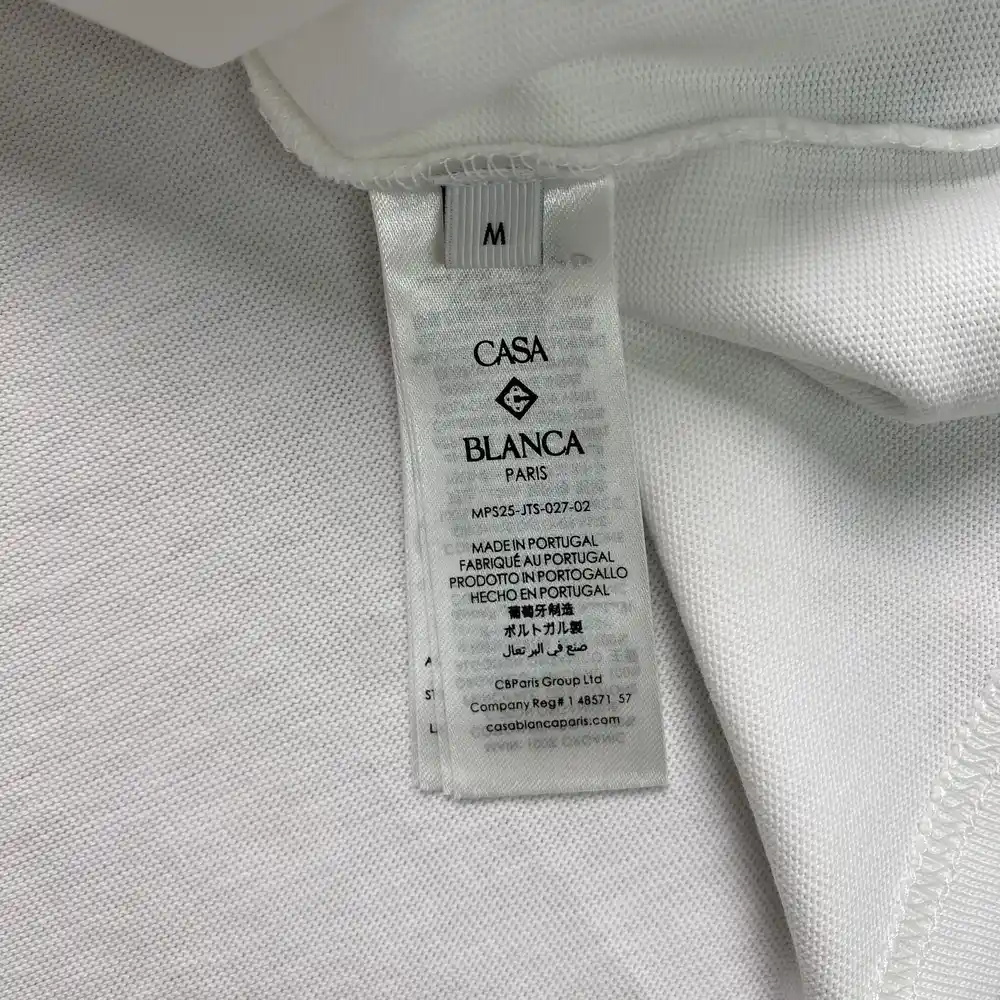 M
CASA
BLANCA
PARIS
MPS25-JTS-027-02
MADE IN PORTUGAL
FABRIQUÉ AU PORTUGAL
PRODOTTO IN PORTOGALLO
HECHO EN PORTUGAL
葡萄牙制造
ポルトガル製
صنع في البرتغال
CBParis Group Ltd
Company Reg# 1 48571 57
casablancaparis.com